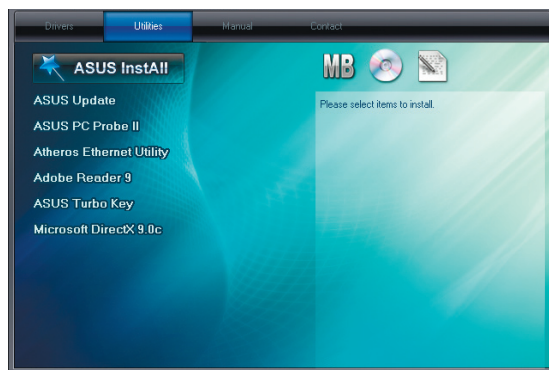 Drivers Utilities Manual Contact
ASUS InstAll
MB
ASUS Update
Please select items to install.
ASUS PC Probe II
Atheros Ethernet Utility
Adobe Reader 9
ASUS Turbo Key
Microsoft DirectX 9.0c